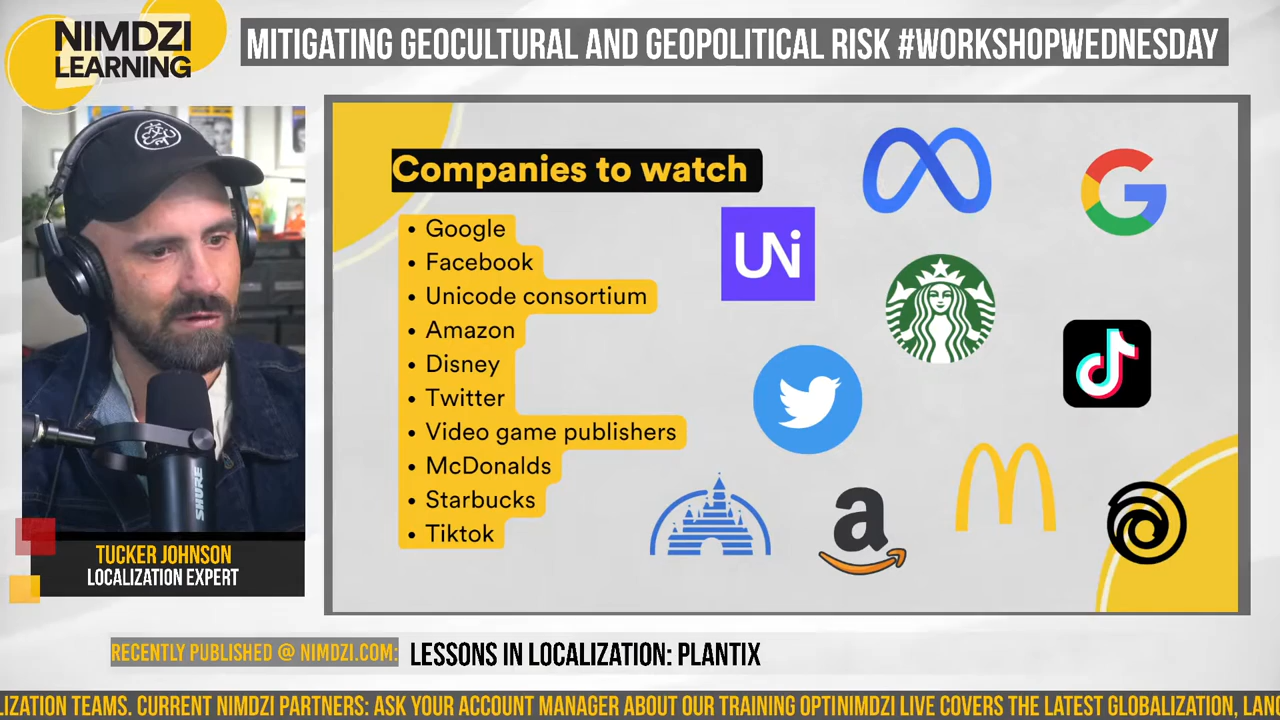 NIMDZI
LEARNING
MITIGATING GEOCULTURAL AND GEOPOLITICAL RISK #WORKSHOPWEDNESDAY
Companies to watch
• Google
• Facebook
• Unicode consortium
• Amazon
• Disney
• Twitter
• Video game publishers
• McDonalds
• Starbucks
• Tiktok
UNi
a
SHURE
TUCKER JOHNSON
LOCALIZATION EXPERT
RECENTLY PUBLISHED @ NIMDZI.COM: LESSONS IN LOCALIZATION: PLANTIX
LIZATION TEAMS. CURRENT NIMDZI PARTNERS: ASK YOUR ACCOUNT MANAGER ABOUT OUR TRAINING OPTINIMDZI LIVE COVERS THE LATEST GLOBALIZATION, LANG